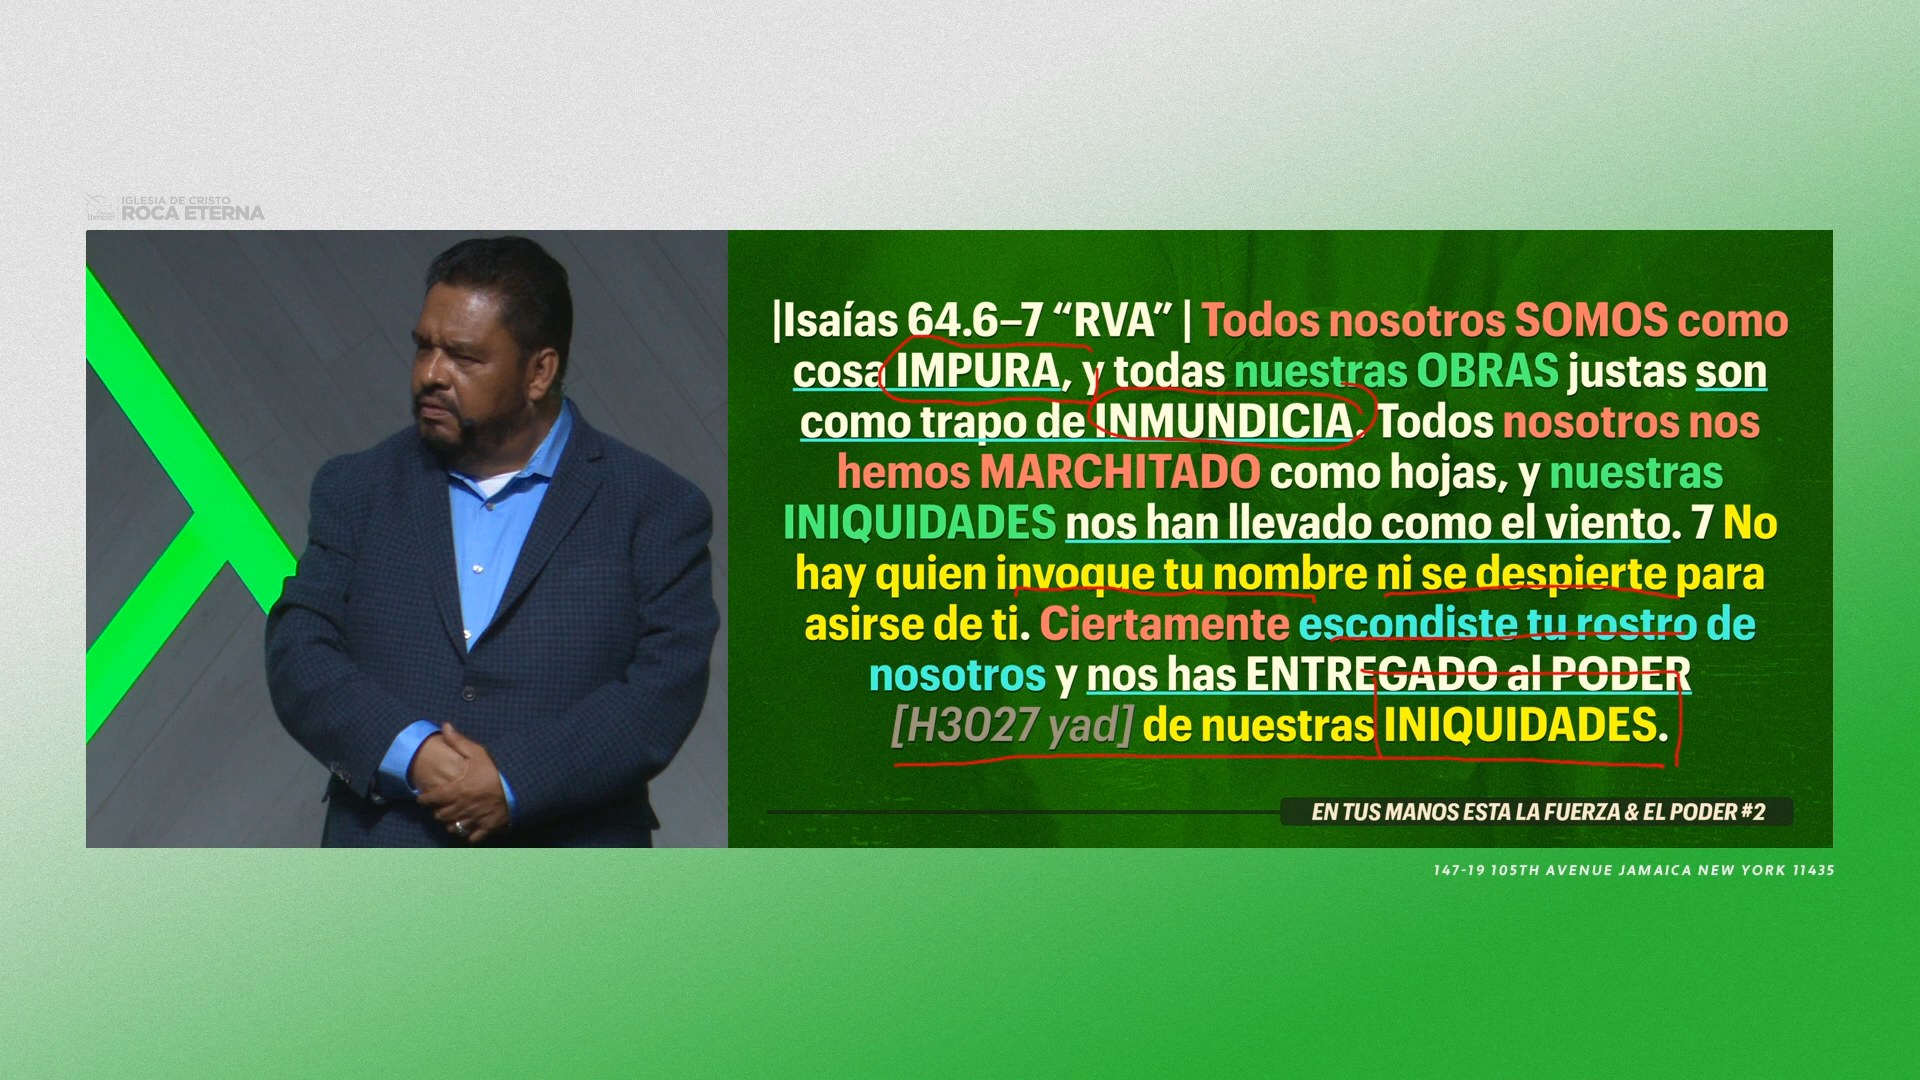 IGLESIA DE CRISTO
ROCA ETERNA
|Isaías 64.6–7 “RVA” | Todos nosotros SOMOS como
cosa IMPURA, y todas nuestras OBRAS justas son
como trapo de INMUNDICIA. Todos nosotros nos
hemos MARCHITADO como hojas, y nuestras
INIQUIDADES nos han llevado como el viento. 7 No
hay quien invoque tu nombre ni se despierte para
asirse de ti. Ciertamente escondiste tu rostro de
nosotros y nos has ENTREGADO al PODER
[H3027 yad] de nuestras INIQUIDADES.
EN TUS MANOS ESTA LA FUERZA & EL PODER #2
147-19 105TH AVENUE JAMAICA NEW YORK 11435